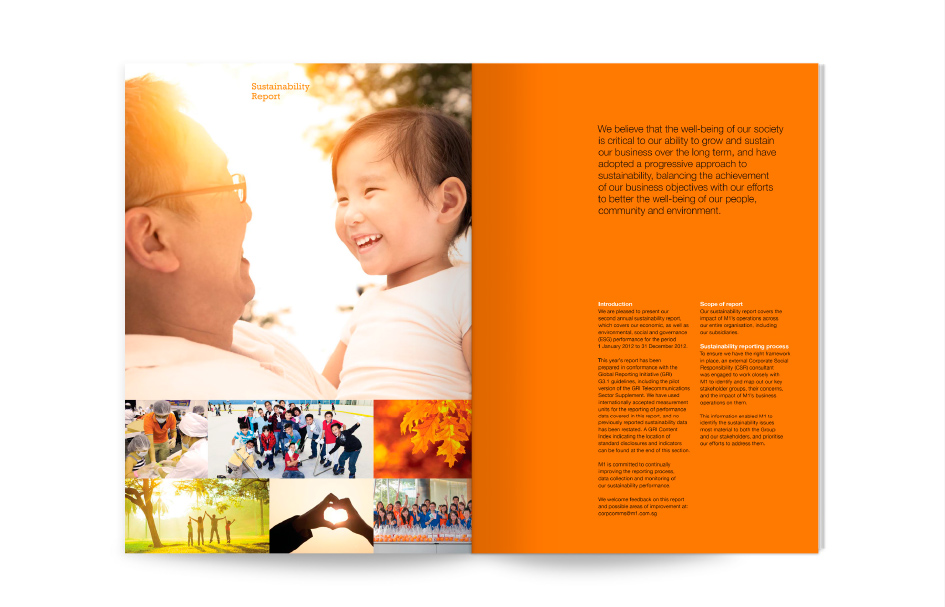 Sustainability
Report
We believe that the well-being of our society
is critical to our ability to grow and sustain
our business over the long term, and have
adopted a progressive approach to
sustainability, balancing the achievement
of our business objectives with our efforts
to better the well-being of our people,
community and environment.
Introduction
We are pleased to present our
second annual sustainability report,
which covers our economic, as well as
environmental, social and governance
(ESG) performance for the period
1 January 2012 to 31 December 2012.
This year's report has been
prepared in conformance with the
Global Reporting Initiative (GRI)
G3.1 guidelines, including the pilot
version of the GRI Telecommunications
Sector Supplement. We have used
internationally accepted measurement
units for the reporting of performance
data covered in this report, and no
previously reported sustainability data
has been restated. A GRI Content
Index indicating the location of
standard disclosures and indicators
can be found at the end of this section.
M1 is committed to continually
improving the reporting process,
data collection and monitoring of
our sustainability performance.
We welcome feedback on this report
and possible areas of improvement at:
corpcomms@m1.com.sg
Scope of report
Our sustainability report covers the
impact of M1's operations across
our entire organisation, including
our subsidiaries.
Sustainability reporting process
To ensure we have the right framework
in place, an external Corporate Social
Responsibility (CSR) consultant
was engaged to work closely with
M1 to identify and map out our key
stakeholder groups, their concerns,
and the impact of M1's business
operations on them.
This information enabled M1 to
identify the sustainability issues
most material to both the Group
and our stakeholders, and prioritise
our efforts to address them.